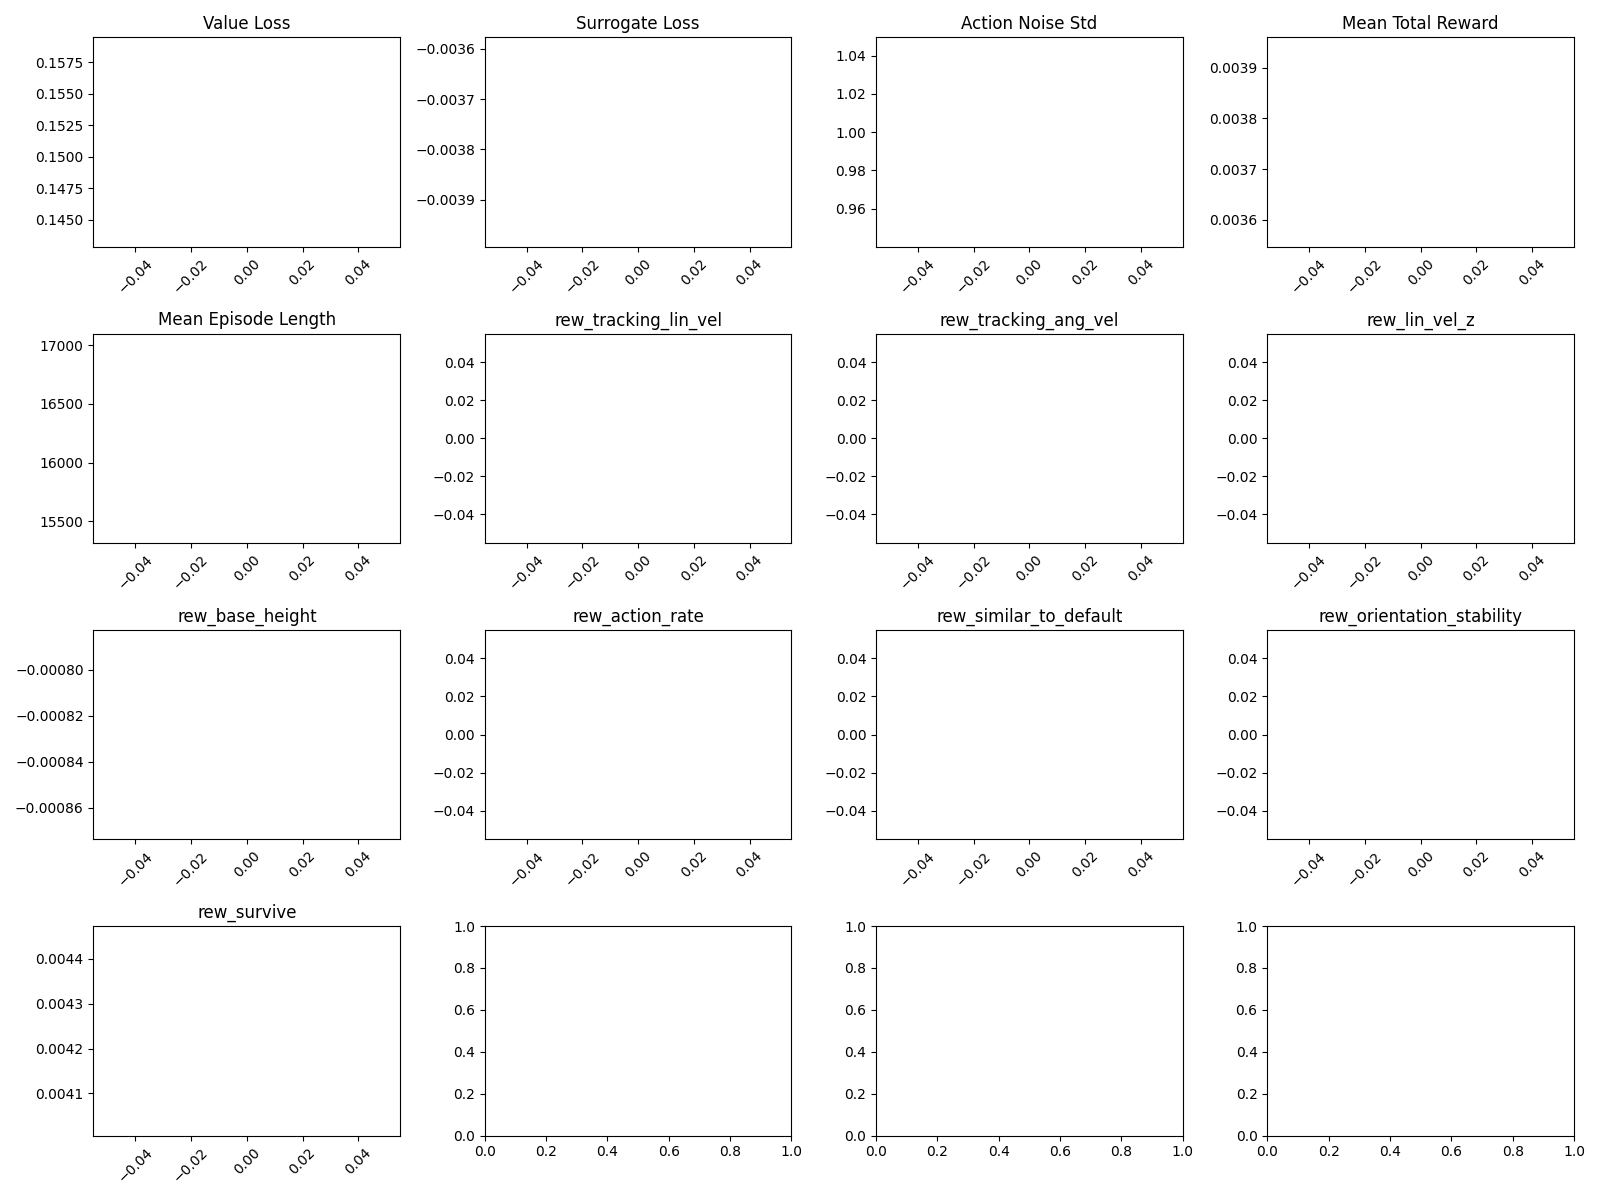 Value Loss
0.1575
0.1550
0.1525
0.1500
0.1475
0.1450
−0.04 −0.02 0.00 0.02 0.04
Surrogate Loss
−0.0036
−0.0037
−0.0038
−0.0039
−0.04 −0.02 0.00 0.02 0.04
Action Noise Std
1.04
1.02
1.00
0.98
0.96
−0.04 −0.02 0.00 0.02 0.04
Mean Total Reward
0.0039
0.0038
0.0037
0.0036
−0.04 −0.02 0.00 0.02 0.04
Mean Episode Length
17000
16500
16000
15500
−0.04 −0.02 0.00 0.02 0.04
rew_tracking_lin_vel
0.04
0.02
0.00
−0.02
−0.04
−0.04 −0.02 0.00 0.02 0.04
rew_tracking_ang_vel
0.04
0.02
0.00
−0.02
−0.04
−0.04 −0.02 0.00 0.02 0.04
rew_lin_vel_z
0.04
0.02
0.00
−0.02
−0.04
−0.04 −0.02 0.00 0.02 0.04
rew_base_height
−0.00080
−0.00082
−0.00084
−0.00086
−0.04 −0.02 0.00 0.02 0.04
rew_action_rate
0.04
0.02
0.00
−0.02
−0.04
−0.04 −0.02 0.00 0.02 0.04
rew_similar_to_default
0.04
0.02
0.00
−0.02
−0.04
−0.04 −0.02 0.00 0.02 0.04
rew_orientation_stability
0.04
0.02
0.00
−0.02
−0.04
−0.04 −0.02 0.00 0.02 0.04
rew_survive
0.0044
0.0043
0.0042
0.0041
−0.04 −0.02 0.00 0.02 0.04
1.0
0.8
0.6
0.4
0.2
0.0
0.0 0.2 0.4 0.6 0.8 1.0
1.0
0.8
0.6
0.4
0.2
0.0
0.0 0.2 0.4 0.6 0.8 1.0
1.0
0.8
0.6
0.4
0.2
0.0
0.0 0.2 0.4 0.6 0.8 1.0